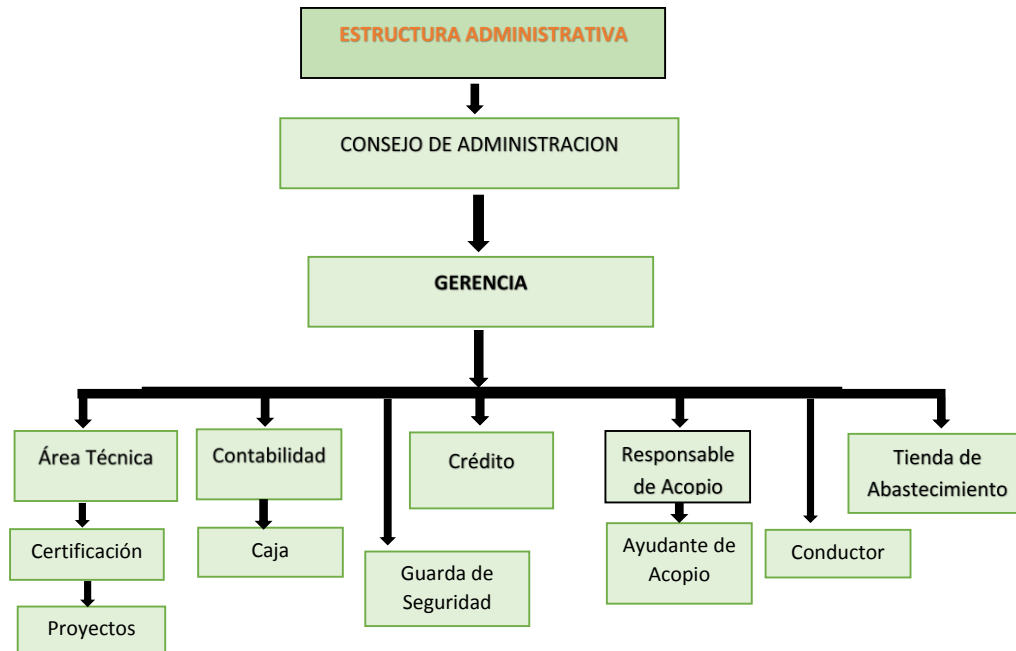 ESTRUCTURA ADMINISTRATIVA
CONSEJO DE ADMINISTRACION
GERENCIA
Área Técnica
Contabilidad
Crédito
Responsable
de Acopio
Tienda de
Abastecimiento
Certificación
Caja
Guarda de
Seguridad
Ayudante de
Acopio
Conductor
Proyectos